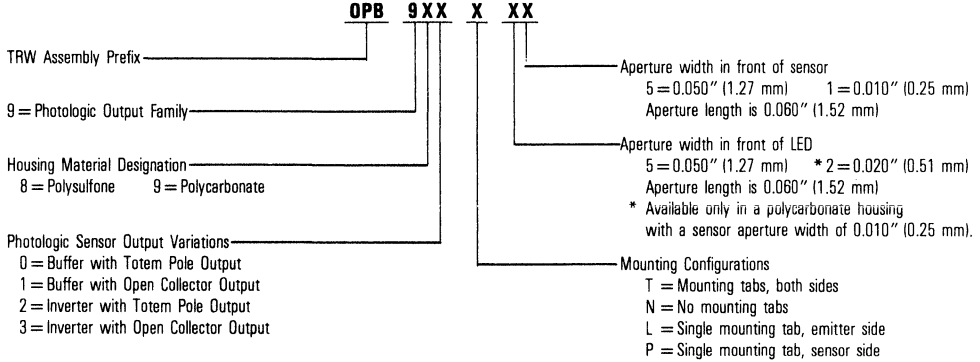 OPB 9XX X XX
TRW Assembly Prefix
9 = Photologic Output Family
Housing Material Designation
8 = Polysulfone 9 = Polycarbonate
Photologic Sensor Output Variations
0 = Buffer with Totem Pole Output
1 = Buffer with Open Collector Output
2 = Inverter with Totem Pole Output
3 = Inverter with Open Collector Output
Aperture width in front of sensor
5 = 0.050″ (1.27 mm) 1 = 0.010″ (0.25 mm)
Aperture length is 0.060″ (1.52 mm)
Aperture width in front of LED
5 = 0.050″ (1.27 mm) * 2 = 0.020″ (0.51 mm)
Aperture length is 0.060″ (1.52 mm)
* Available only in a polycarbonate housing
with a sensor aperture width of 0.010″ (0.25 mm).
Mounting Configurations
T = Mounting tabs, both sides
N = No mounting tabs
L = Single mounting tab, emitter side
P = Single mounting tab, sensor side